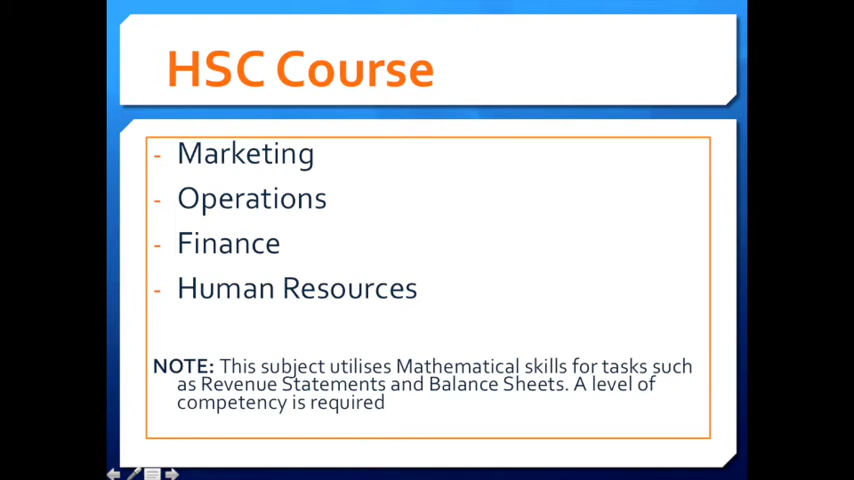 HSC Course
- Marketing
- Operations
- Finance
- Human Resources
NOTE: This subject utilises Mathematical skills for tasks such
as Revenue Statements and Balance Sheets. A level of
competency is required